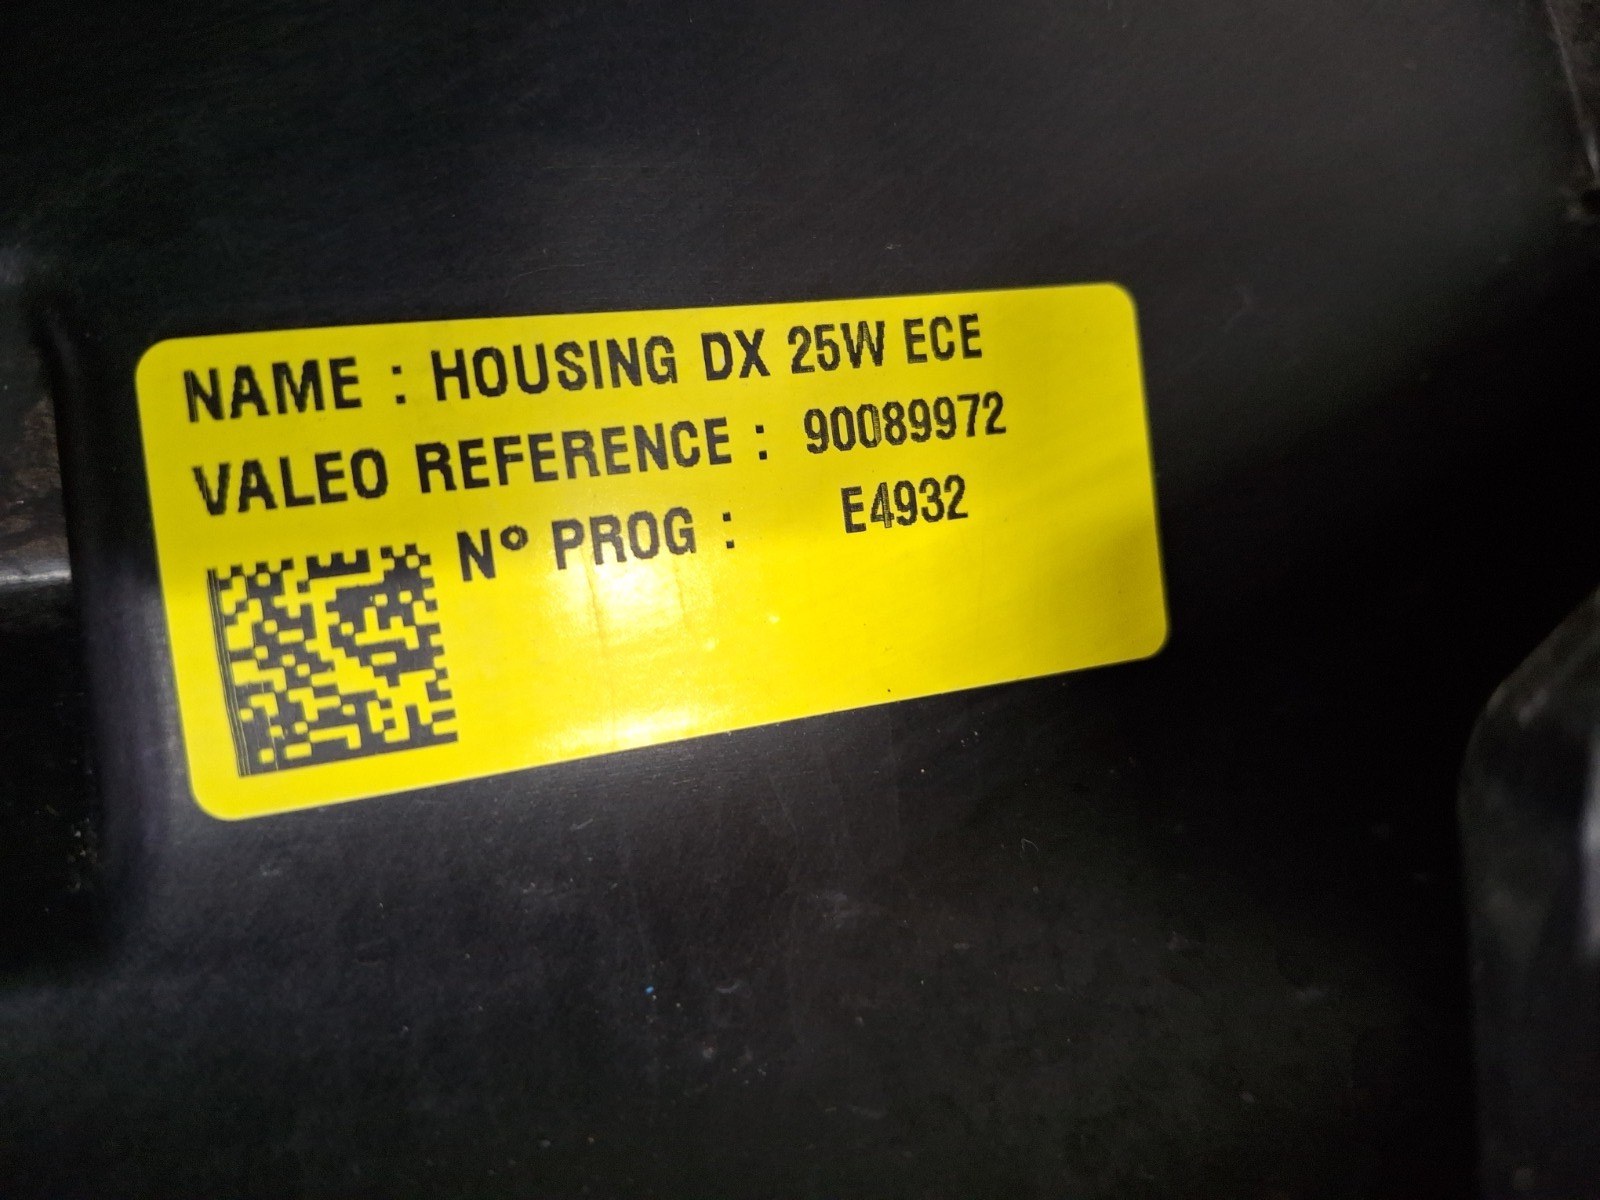 NAME : HOUSING DX 25W ECE
VALEO REFERENCE : 90089972
N° PROG : E4932